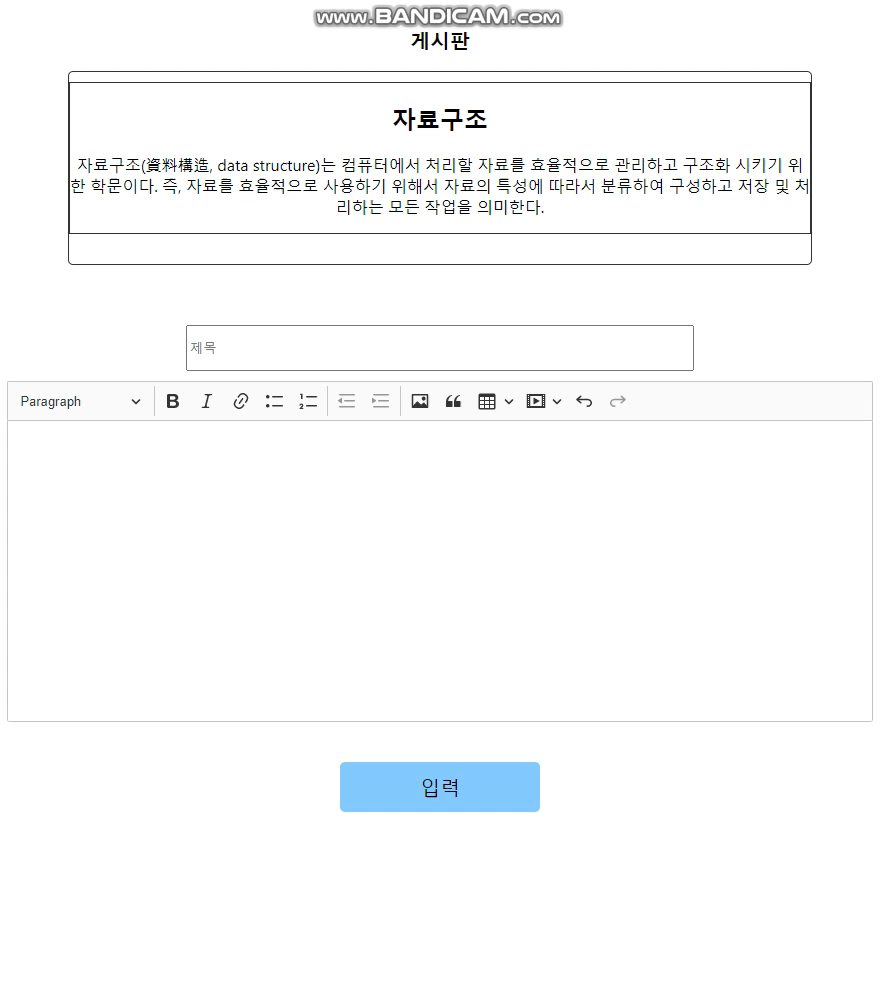 www.BANDICAM.com
게시판
자료구조
자료구조(資料構造, data structure)는 컴퓨터에서 처리할 자료를 효율적으로 관리하고 구조화 시키기 위
한 학문이다. 즉, 자료를 효율적으로 사용하기 위해서 자료의 특성에 따라서 분류하여 구성하고 저장 및 처
리하는 모든 작업을 의미한다.
제목
Paragraph
입력